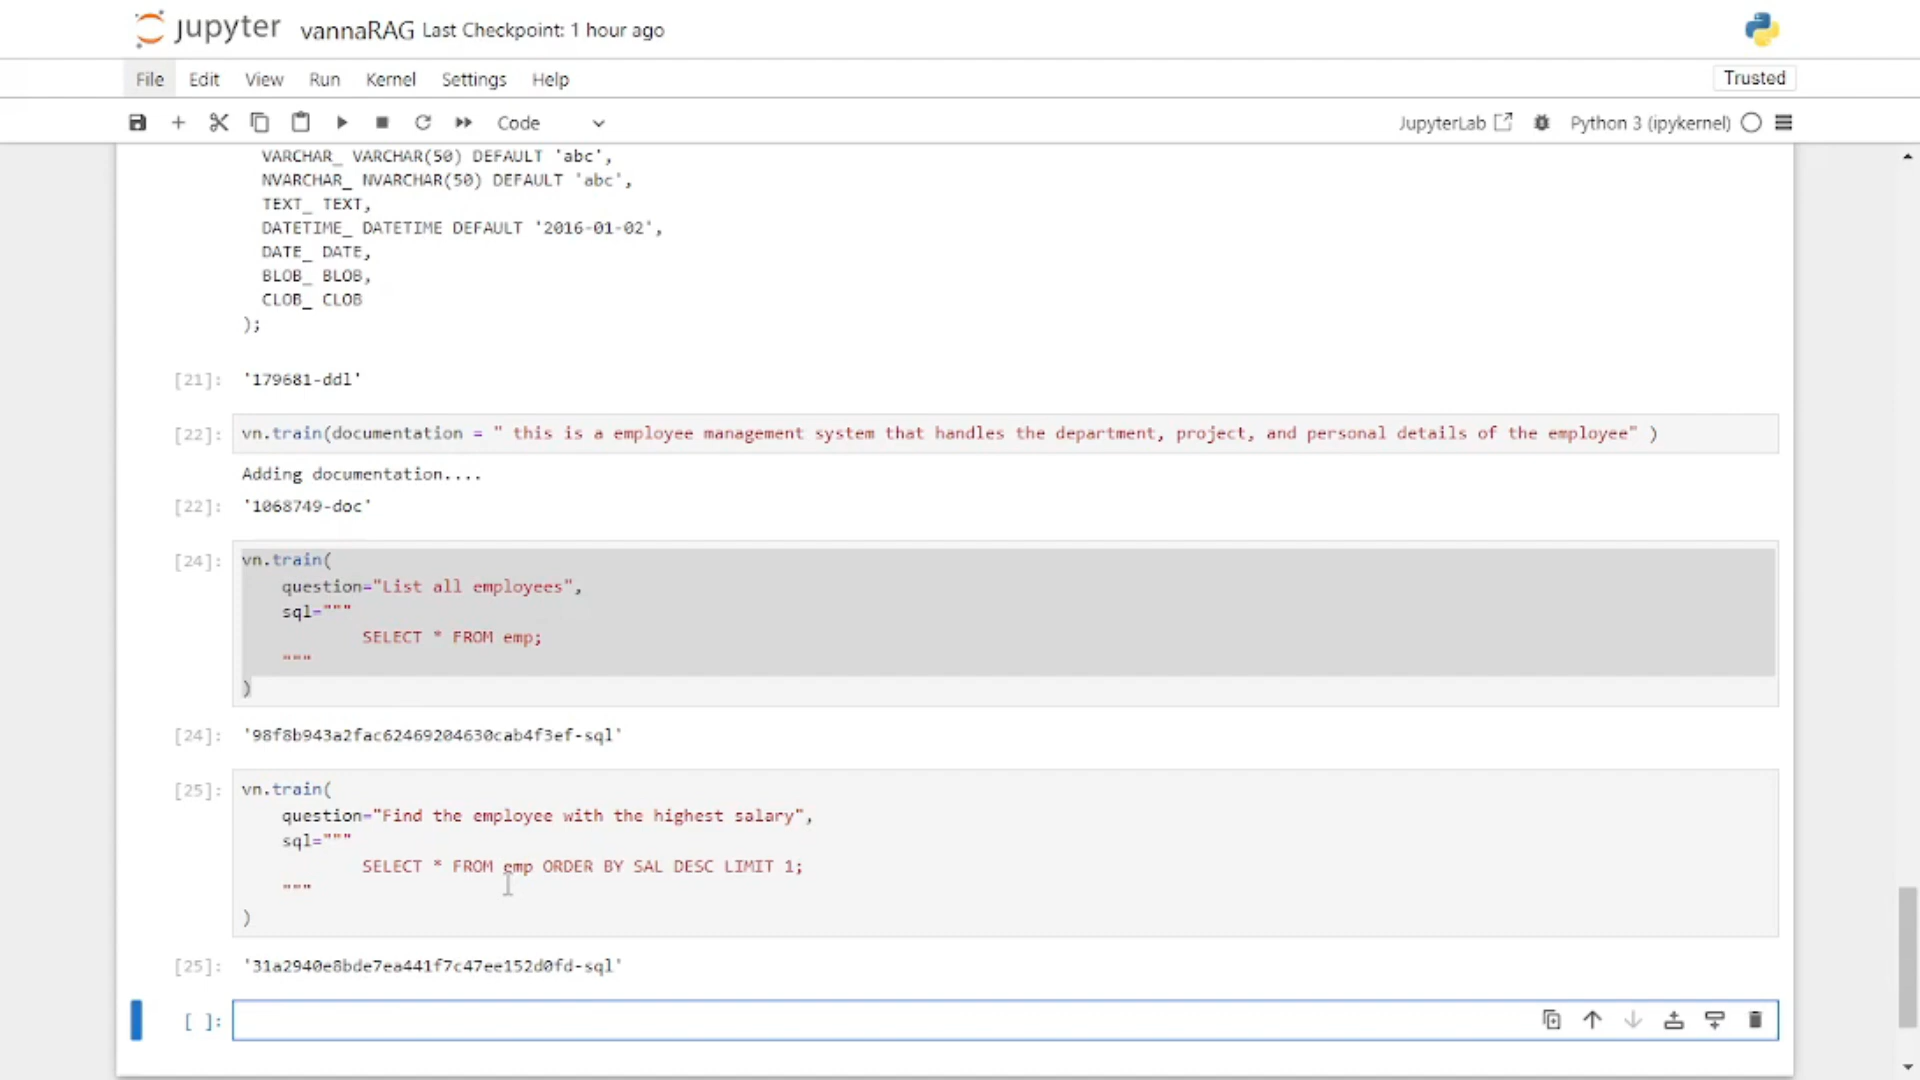 jupyter vannaRAG Last Checkpoint: 1 hour ago
File Edit View Run Kernel Settings Help Trusted
Code JupyterLab Python 3 (ipykernel)
VARCHAR_ VARCHAR(50) DEFAULT 'abc',
NVARCHAR_ NVARCHAR(50) DEFAULT 'abc',
TEXT_ TEXT,
DATETIME_ DATETIME DEFAULT '2016-01-02',
DATE_ DATE,
BLOB_ BLOB,
CLOB_ CLOB
);
[21]: '179681-ddl'
[22]: vn.train(documentation = " this is a employee management system that handles the department, project, and personal details of the employee" )
Adding documentation....
[22]: '1068749-doc'
[24]: vn.train(
question="List all employees",
sql="""
SELECT * FROM emp;
"""
)
[24]: '98f8b943a2fac62469204630cab4f3ef-sql'
[25]: vn.train(
question="Find the employee with the highest salary",
sql="""
SELECT * FROM emp ORDER BY SAL DESC LIMIT 1;
"""
)
[25]: '31a2940e8bde7ea441f7c47ee152d0fd-sql'
[ ]: